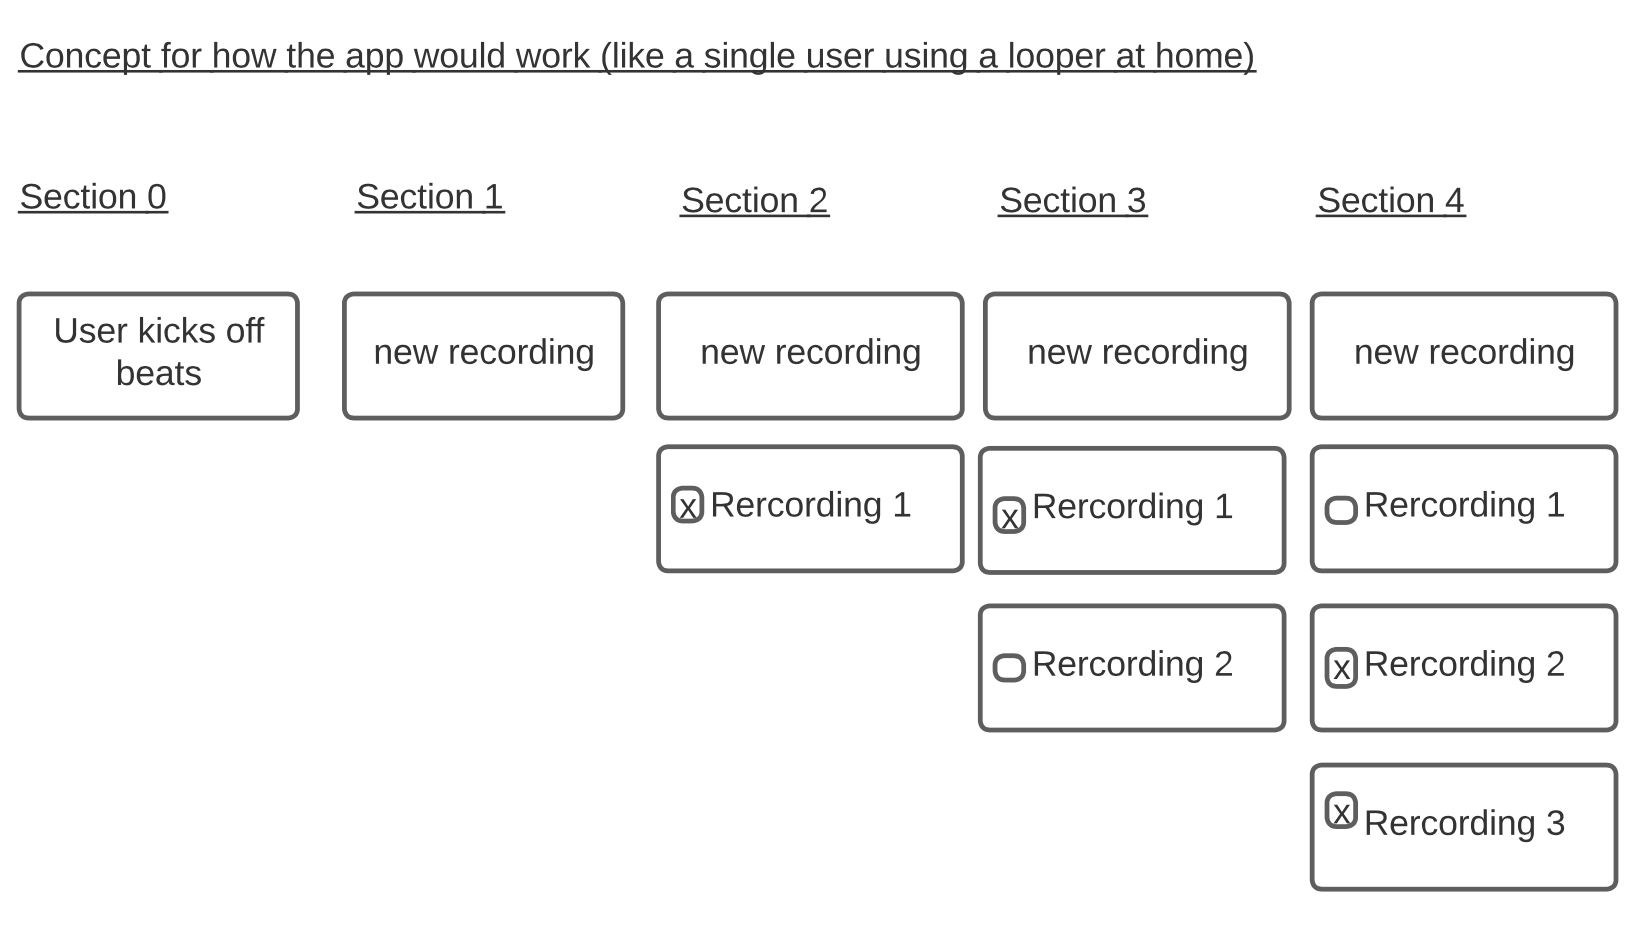 Concept for how the app would work (like a single user using a looper at home)
Section 0
Section 1
Section 2
Section 3
Section 4
User kicks off
beats
new recording
new recording
new recording
new recording
x Rercording 1
x Rercording 1
Rercording 1
Rercording 2
x Rercording 2
x Rercording 3